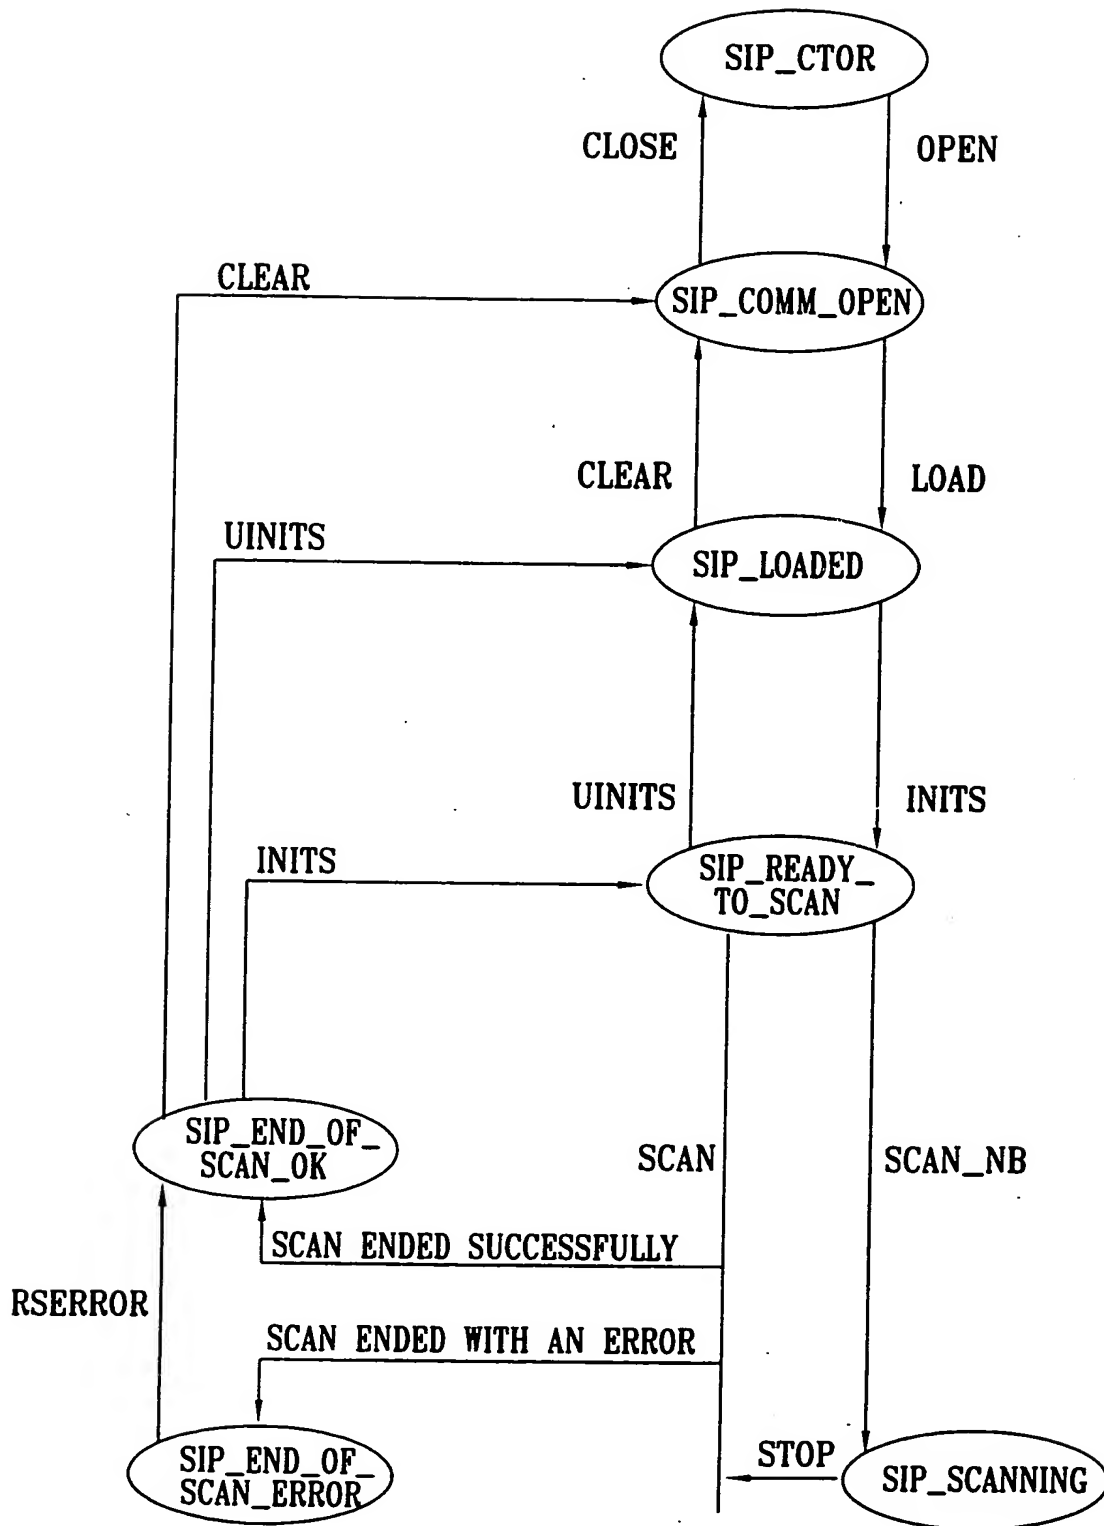 SIP_CTOR
CLOSE
OPEN
CLEAR
SIP_COMM_OPEN
CLEAR
LOAD
UINITS
SIP_LOADED
UINITS
INITS
INITS
SIP_READY_
TO_SCAN
SIP_END_OF_
SCAN_OK
SCAN
SCAN_NB
SCAN ENDED SUCCESSFULLY
RSERROR
SCAN ENDED WITH AN ERROR
SIP_END_OF_
SCAN_ERROR
STOP
SIP_SCANNING